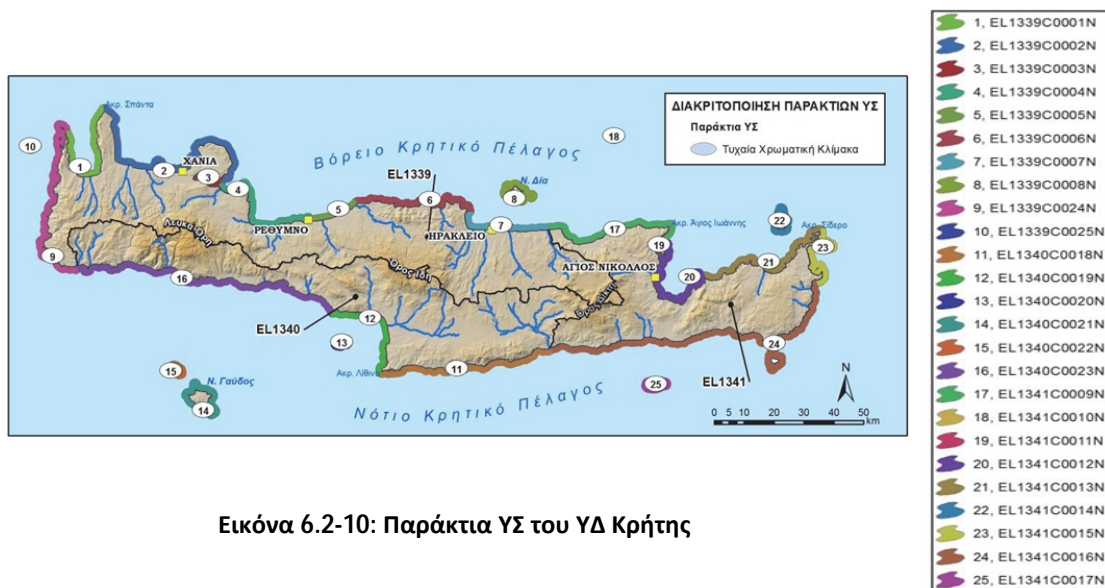 Ακρ. Σπάντα
ΔΙΑΚΡΙΤΟΠΟΙΗΣΗ ΠΑΡΑΚΤΙΩΝ ΥΣ
Παράκτια ΥΣ
Τυχαία Χρωματική Κλίμακα
18
10
Βόρειο Κρητικό Πέλαγος
ΧΑΝΙΑ
1
2
3
4
EL1339
Ν. Δία
8
6
5
ΡΕΘΥΜΝΟ
ΗΡΑΚΛΕΙΟ
7
17
Ακρ. Άγιος Ιωάννης
22
Ακρ. Σίδερο
23
19
Λευκά Όρη
9
16
Όρος Ίδη
ΑΓΙΟΣ ΝΙΚΟΛΑΟΣ
20
21
Όρος Δίκτη
EL1340
12
13
24
15
Ακρ. Λίθινο
11
25
EL1341
Ν. Γαύδος
14
Νότιο Κρητικό Πέλαγος
N
0 5 10 20 30 40 50
km
1, EL1339C0001N
2, EL1339C0002N
3, EL1339C0003N
4, EL1339C0004N
5, EL1339C0005N
6, EL1339C0006N
7, EL1339C0007N
8, EL1339C0008N
9, EL1339C0024N
10, EL1339C0025N
11, EL1340C0018N
12, EL1340C0019N
13, EL1340C0020N
14, EL1340C0021N
15, EL1340C0022N
16, EL1340C0023N
17, EL1341C0009N
18, EL1341C0010N
19, EL1341C0011N
20, EL1341C0012N
21, EL1341C0013N
22, EL1341C0014N
23, EL1341C0015N
24, EL1341C0016N
25, EL1341C0017N
Εικόνα 6.2-10: Παράκτια ΥΣ του ΥΔ Κρήτης